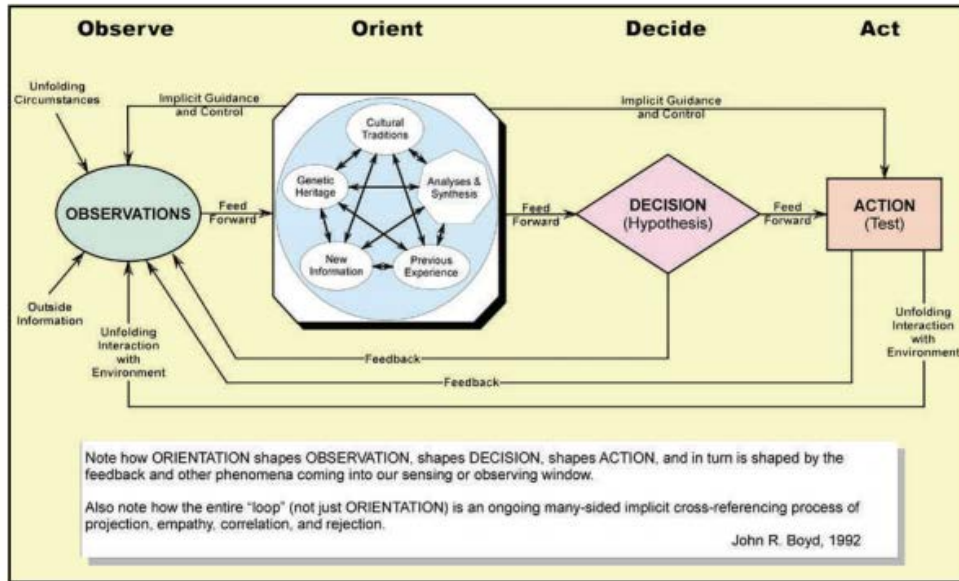 Observe
Orient
Decide
Act
Unfolding
Circumstances
Implicit Guidance
and Control
Implicit Guidance
and Control
Cultural
Traditions
Genetic
Heritage
Analyses &
Synthesis
New
Information
Previous
Experience
OBSERVATIONS
Feed
Forward
Feed
Forward
DECISION
(Hypothesis)
Feed
Forward
ACTION
(Test)
Outside
Information
Unfolding
Interaction
with
Environment
Unfolding
Interaction
with
Environment
Feedback
Feedback
Note how ORIENTATION shapes OBSERVATION, shapes DECISION, shapes ACTION, and in turn is shaped by the
feedback and other phenomena coming into our sensing or observing window.
Also note how the entire “loop” (not just ORIENTATION) is an ongoing many-sided implicit cross-referencing process of
projection, empathy, correlation, and rejection.
John R. Boyd, 1992